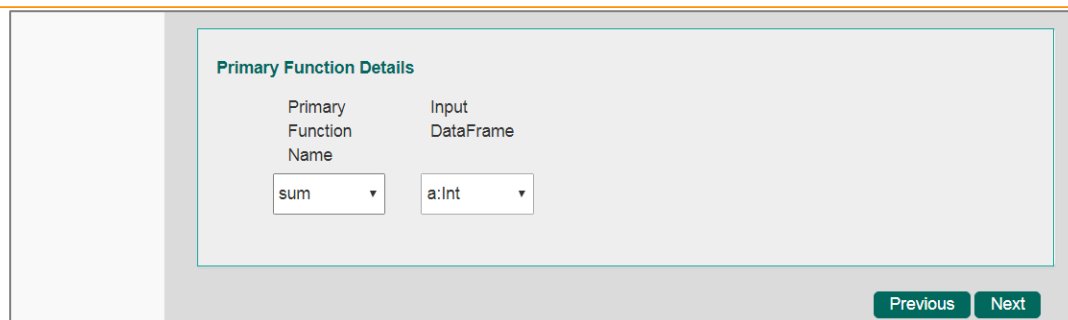 Primary Function Details
Primary
Function
Name
Input
DataFrame
sum
a:Int
Previous
Next